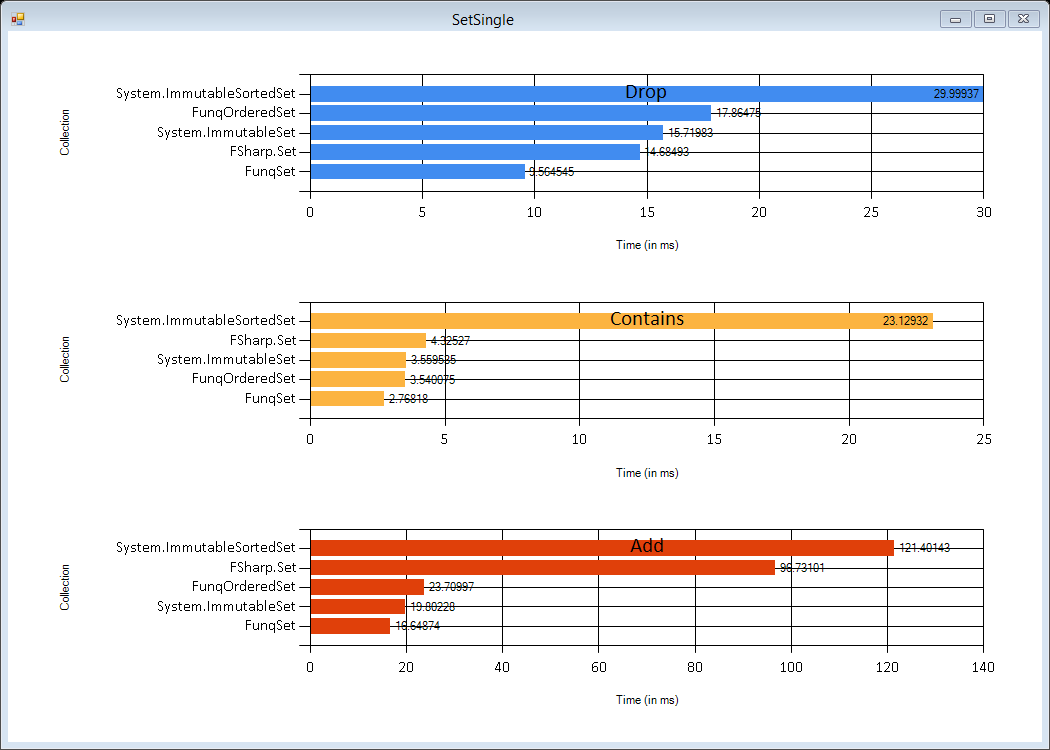 SetSingle
Drop
Collection
System.ImmutableSortedSet 29.99937
FunqOrderedSet 17.86475
System.ImmutableSet 15.71983
FSharp.Set 14.68493
FunqSet 9.564545
0 5 10 15 20 25 30
Time (in ms)
Contains
Collection
System.ImmutableSortedSet 23.12932
FSharp.Set 4.32527
System.ImmutableSet 3.559535
FunqOrderedSet 3.540075
FunqSet 2.76818
0 5 10 15 20 25
Time (in ms)
Add
Collection
System.ImmutableSortedSet 121.40143
FSharp.Set 96.73101
FunqOrderedSet 23.70997
System.ImmutableSet 19.80228
FunqSet 16.64874
0 20 40 60 80 100 120 140
Time (in ms)